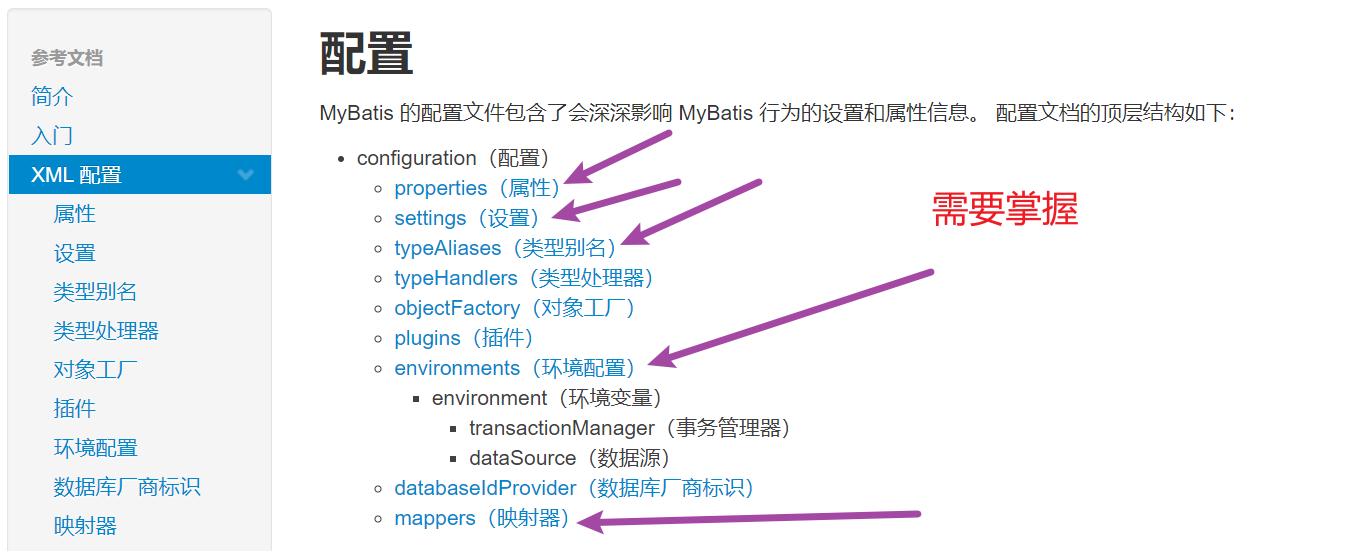 参考文档
简介
入门
XML 配置
属性
设置
类型别名
类型处理器
对象工厂
插件
环境配置
数据库厂商标识
映射器
配置
MyBatis 的配置文件包含了会深深影响 MyBatis 行为的设置和属性信息。 配置文档的顶层结构如下：
configuration（配置）
properties（属性）
settings（设置）
typeAliases（类型别名）
typeHandlers（类型处理器）
objectFactory（对象工厂）
plugins（插件）
environments（环境配置）
environment（环境变量）
transactionManager（事务管理器）
dataSource（数据源）
databaseIdProvider（数据库厂商标识）
mappers（映射器）
需要掌握